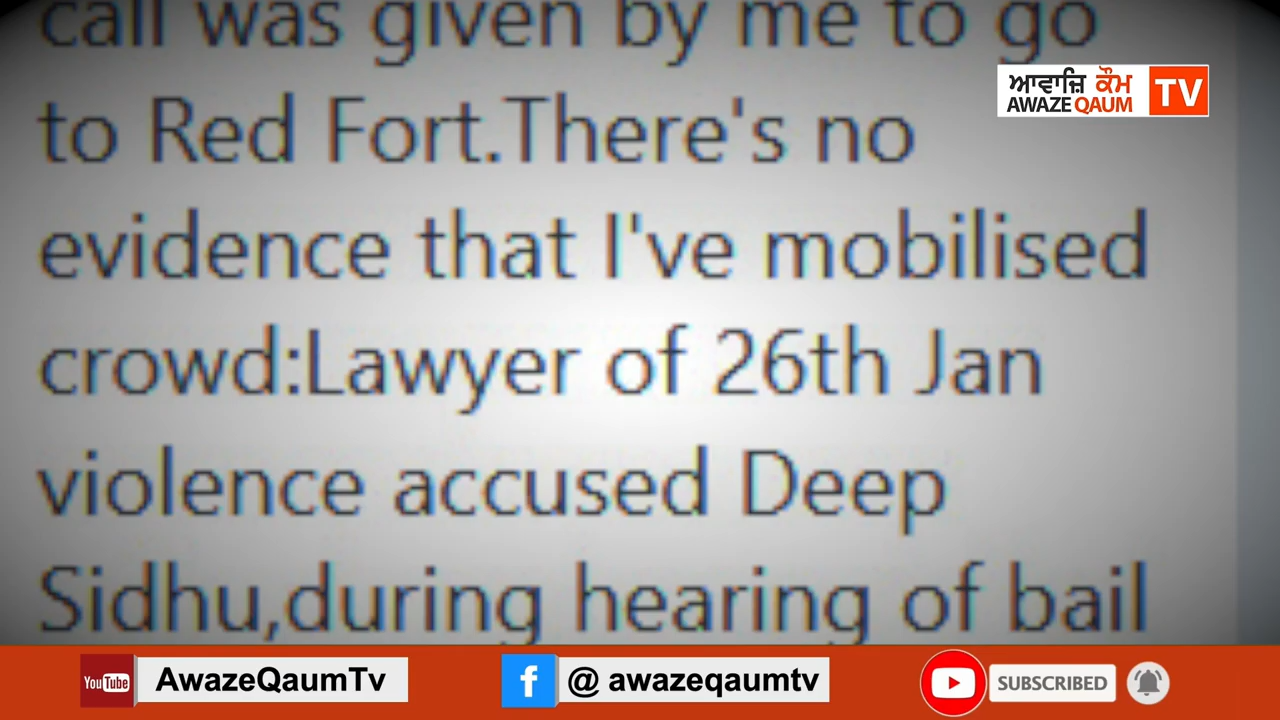 call was given by me to go
to Red Fort.There's no
evidence that I've mobilised
crowd:Lawyer of 26th Jan
violence accused Deep
Sidhu,during hearing of bail
ਆਵਾਜ਼ਿ ਕੌਮ
AWAZE QAUM
TV
YouTube
AwazeQaumTv
f
@ awazeqaumtv
SUBSCRIBED